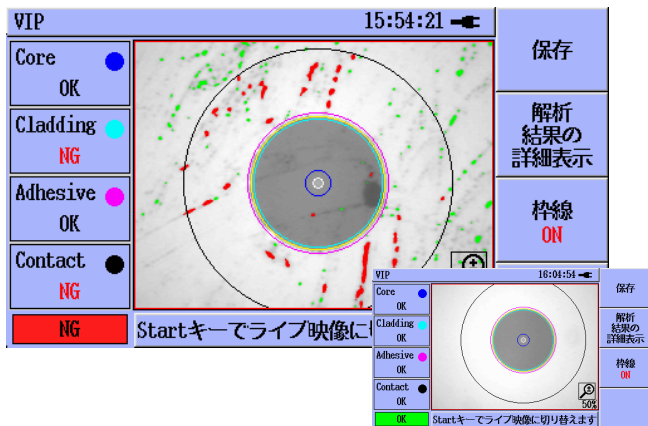 VIP 15:54:21
Core
OK
Cladding
NG
Adhesive
OK
Contact
NG
NG
Startキーでライブ映像に
保存
解析
結果の
詳細表示
枠線
ON
VIP 16:04:54
Core
OK
Cladding
OK
Adhesive
OK
Contact
OK
OK
50%
Startキーでライブ映像に切り替えます
保存
解析
結果の
詳細表示
枠線
ON